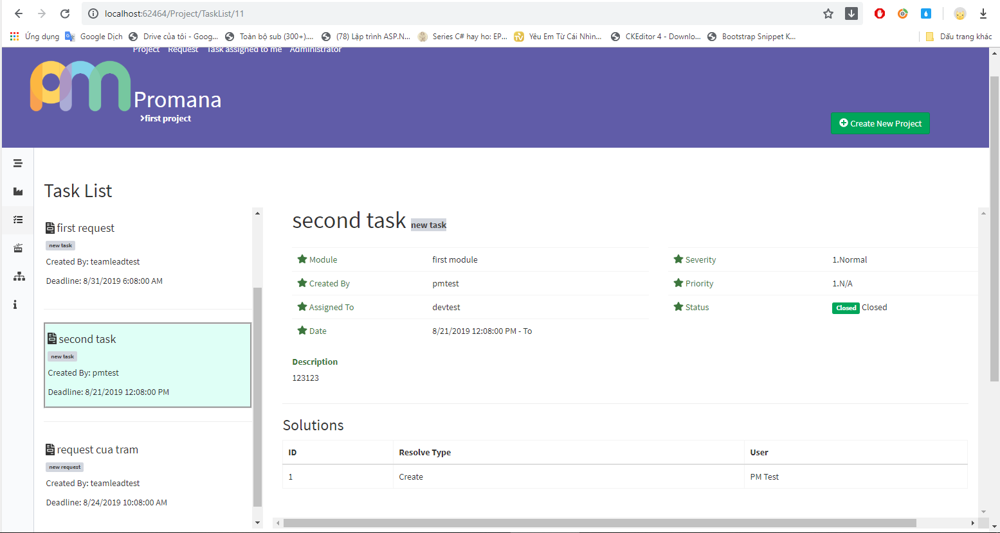 localhost:62464/Project/TaskList/11
Ứng dụng Google Dịch Drive của tôi - Goog... Toàn bộ sub (300+).... (78) Lập trình ASP.N... Series C# hay ho: EP... Yêu Em Từ Cái Nhìn... CKEditor 4 - Downlo... Bootstrap Snippet K... Dấu trang khác
Project Request Task assigned to me Administrator
pm
Promana
first project
Create New Project
Task List
first request
new task
Created By: teamleadtest
Deadline: 8/31/2019 6:08:00 AM
second task
new task
Created By: pmtest
Deadline: 8/21/2019 12:08:00 PM
request cua tram
new request
Created By: teamleadtest
Deadline: 8/24/2019 10:08:00 AM
second task new task
Module first module
Created By pmtest
Assigned To devtest
Date 8/21/2019 12:08:00 PM - To
Severity 1.Normal
Priority 1.N/A
Status Closed Closed
Description
123123
Solutions
ID Resolve Type User
1 Create PM Test